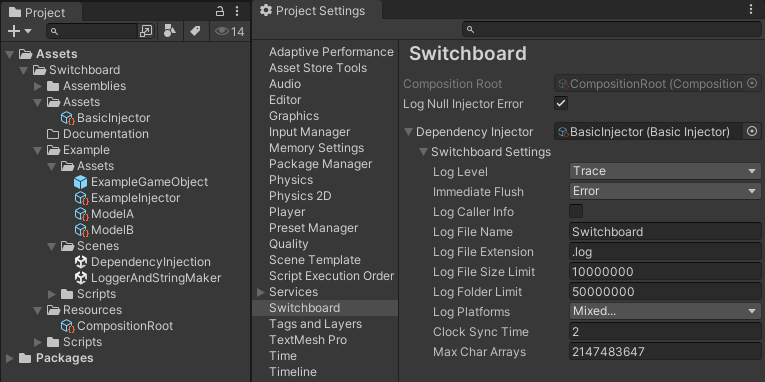 Project
14
Assets
Switchboard
Assemblies
Assets
BasicInjector
Documentation
Example
Assets
ExampleGameObject
ExampleInjector
ModelA
ModelB
Scenes
DependencyInjection
LoggerAndStringMaker
Scripts
Resources
CompositionRoot
Scripts
Packages
Project Settings
Adaptive Performance
Asset Store Tools
Audio
Editor
Graphics
Input Manager
Memory Settings
Package Manager
Physics
Physics 2D
Player
Preset Manager
Quality
Scene Template
Script Execution Order
Services
Switchboard
Tags and Layers
TextMesh Pro
Time
Timeline
Switchboard
Composition Root CompositionRoot (Composition
Log Null Injector Error
Dependency Injector BasicInjector (Basic Injector)
Switchboard Settings
Log Level Trace
Immediate Flush Error
Log Caller Info
Log File Name Switchboard
Log File Extension .log
Log File Size Limit 10000000
Log Folder Limit 50000000
Log Platforms Mixed...
Clock Sync Time 2
Max Char Arrays 2147483647